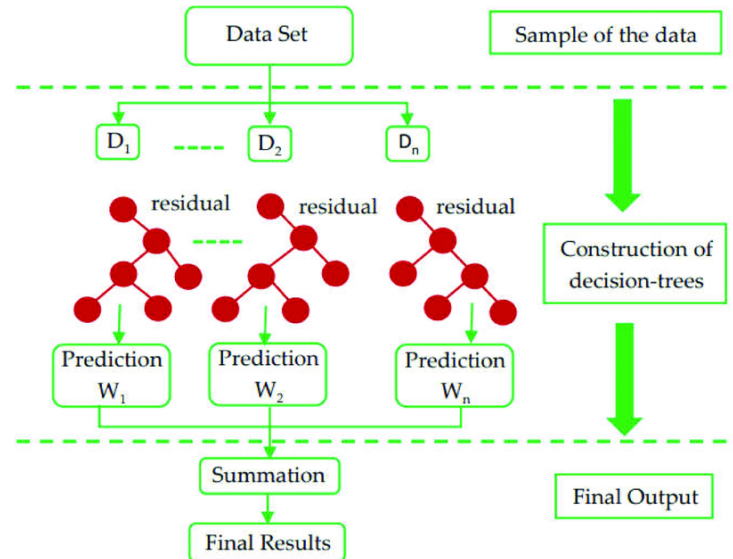 Data Set
Sample of the data
D1
D2
Dn
residual
residual
residual
Construction of
decision-trees
Prediction
W1
Prediction
W2
Prediction
Wn
Summation
Final Output
Final Results